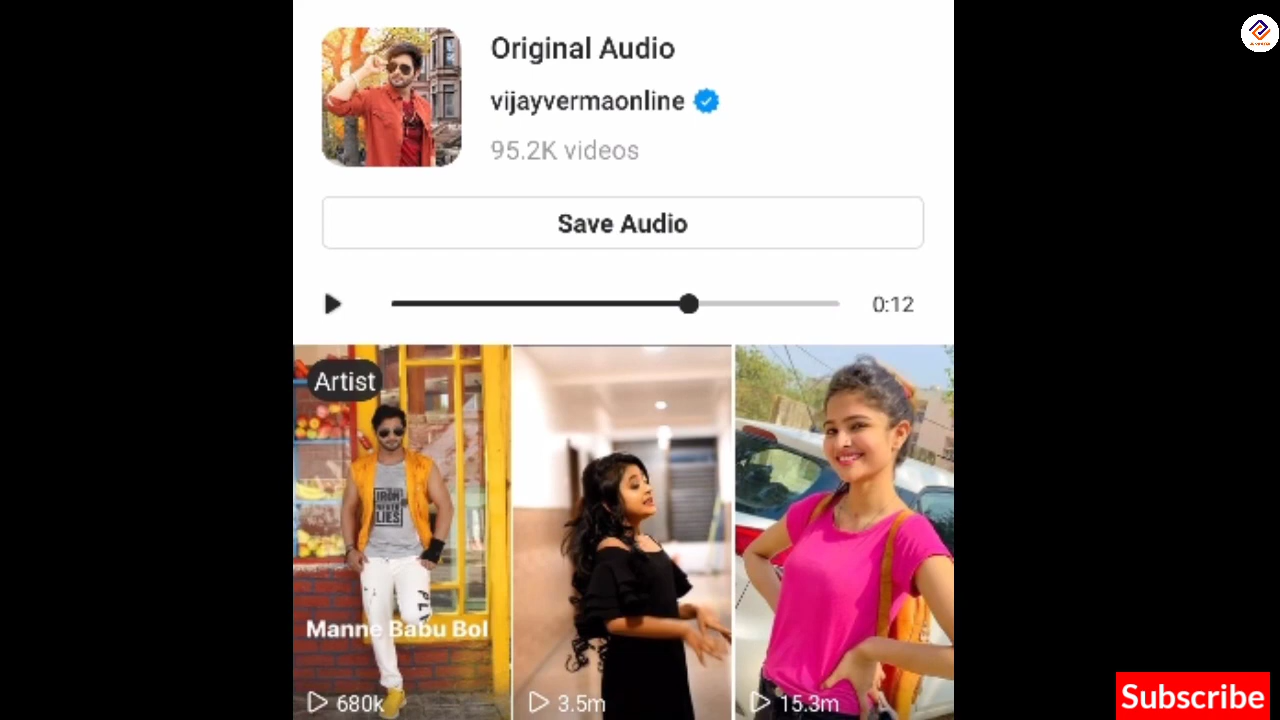 Original Audio
vijayvermaonline
95.2K videos
Save Audio
0:12
Artist
IRON
NEVER
LIES
Manne Babu Bol
680k
3.5m
15.3m
Subscribe